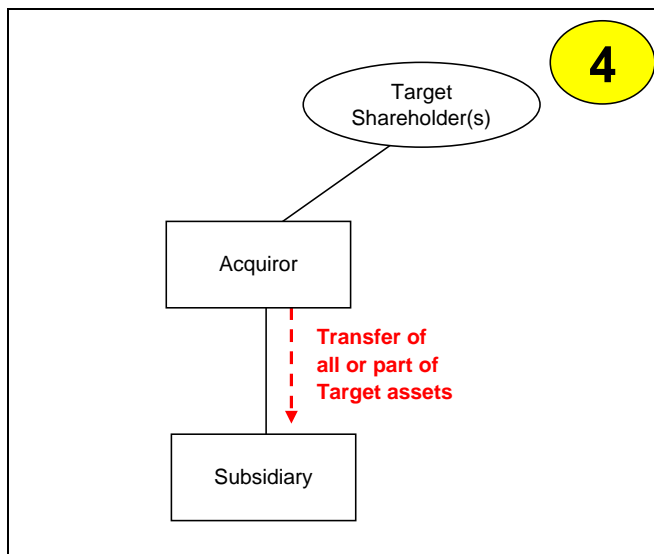 4
Target
Shareholder(s)
Acquiror
Transfer of
all or part of
Target assets
Subsidiary